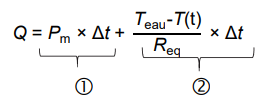 Q = Pm × Δt + (Teau-T(t))/Req × Δt
① ②